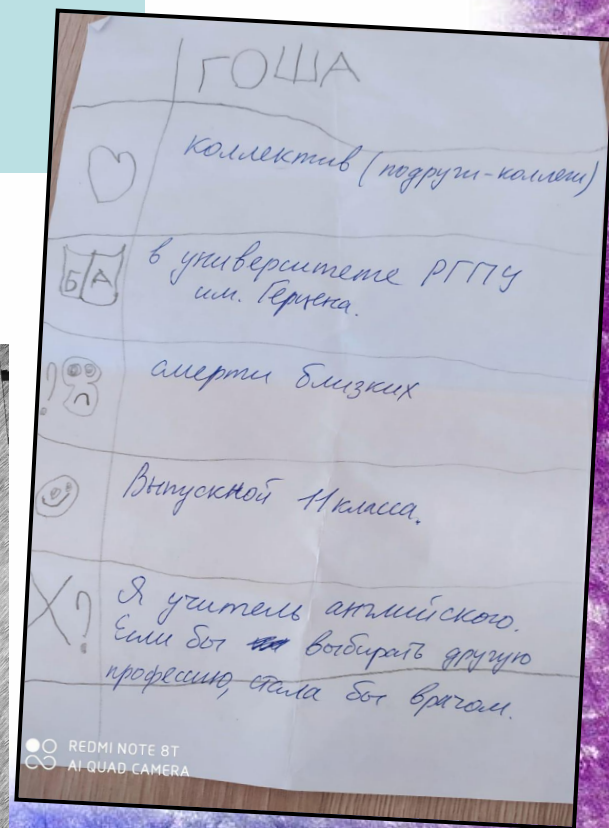 ГОША
коллектив (подруги-коллеги)
Б А
в университете РГПУ
им. Герцена.
смерти близких
Выпускной 11 класса.
Х?
Я учитель английского.
Если бы выбирать другую
профессию, стала бы врачом.
REDMI NOTE 8T
AI QUAD CAMERA